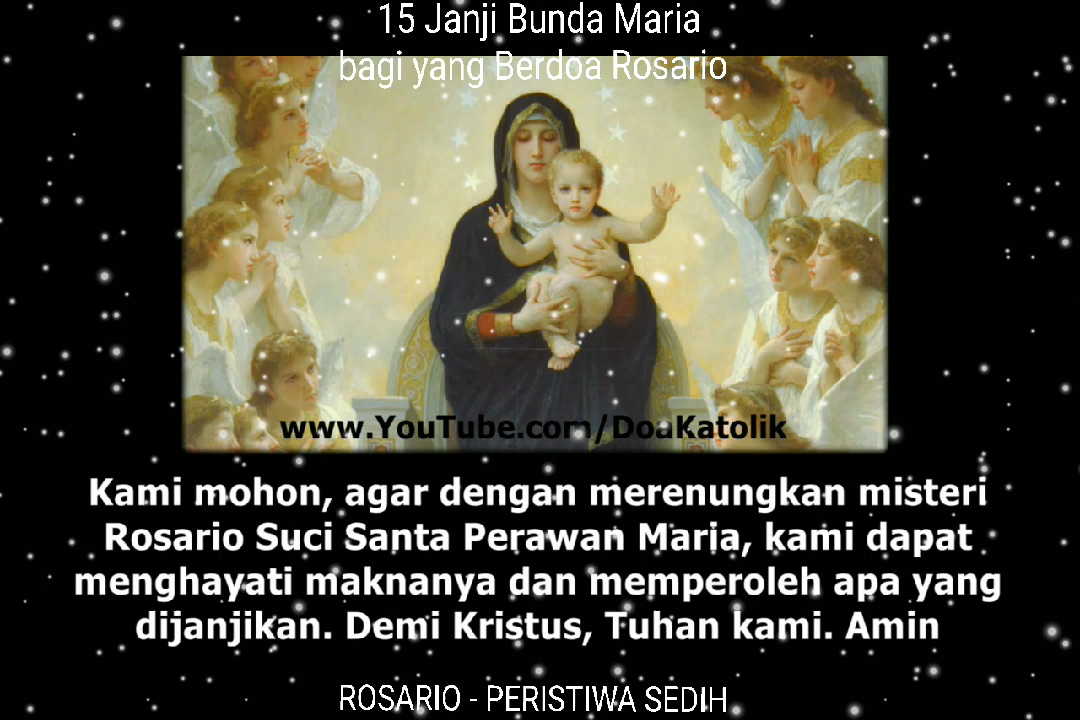 15 Janji Bunda Maria
bagi yang Berdoa Rosario
www.YouTube.com/DoaKatolik
Kami mohon, agar dengan merenungkan misteri
Rosario Suci Santa Perawan Maria, kami dapat
menghayati maknanya dan memperoleh apa yang
dijanjikan. Demi Kristus, Tuhan kami. Amin
ROSARIO - PERISTIWA SEDIH